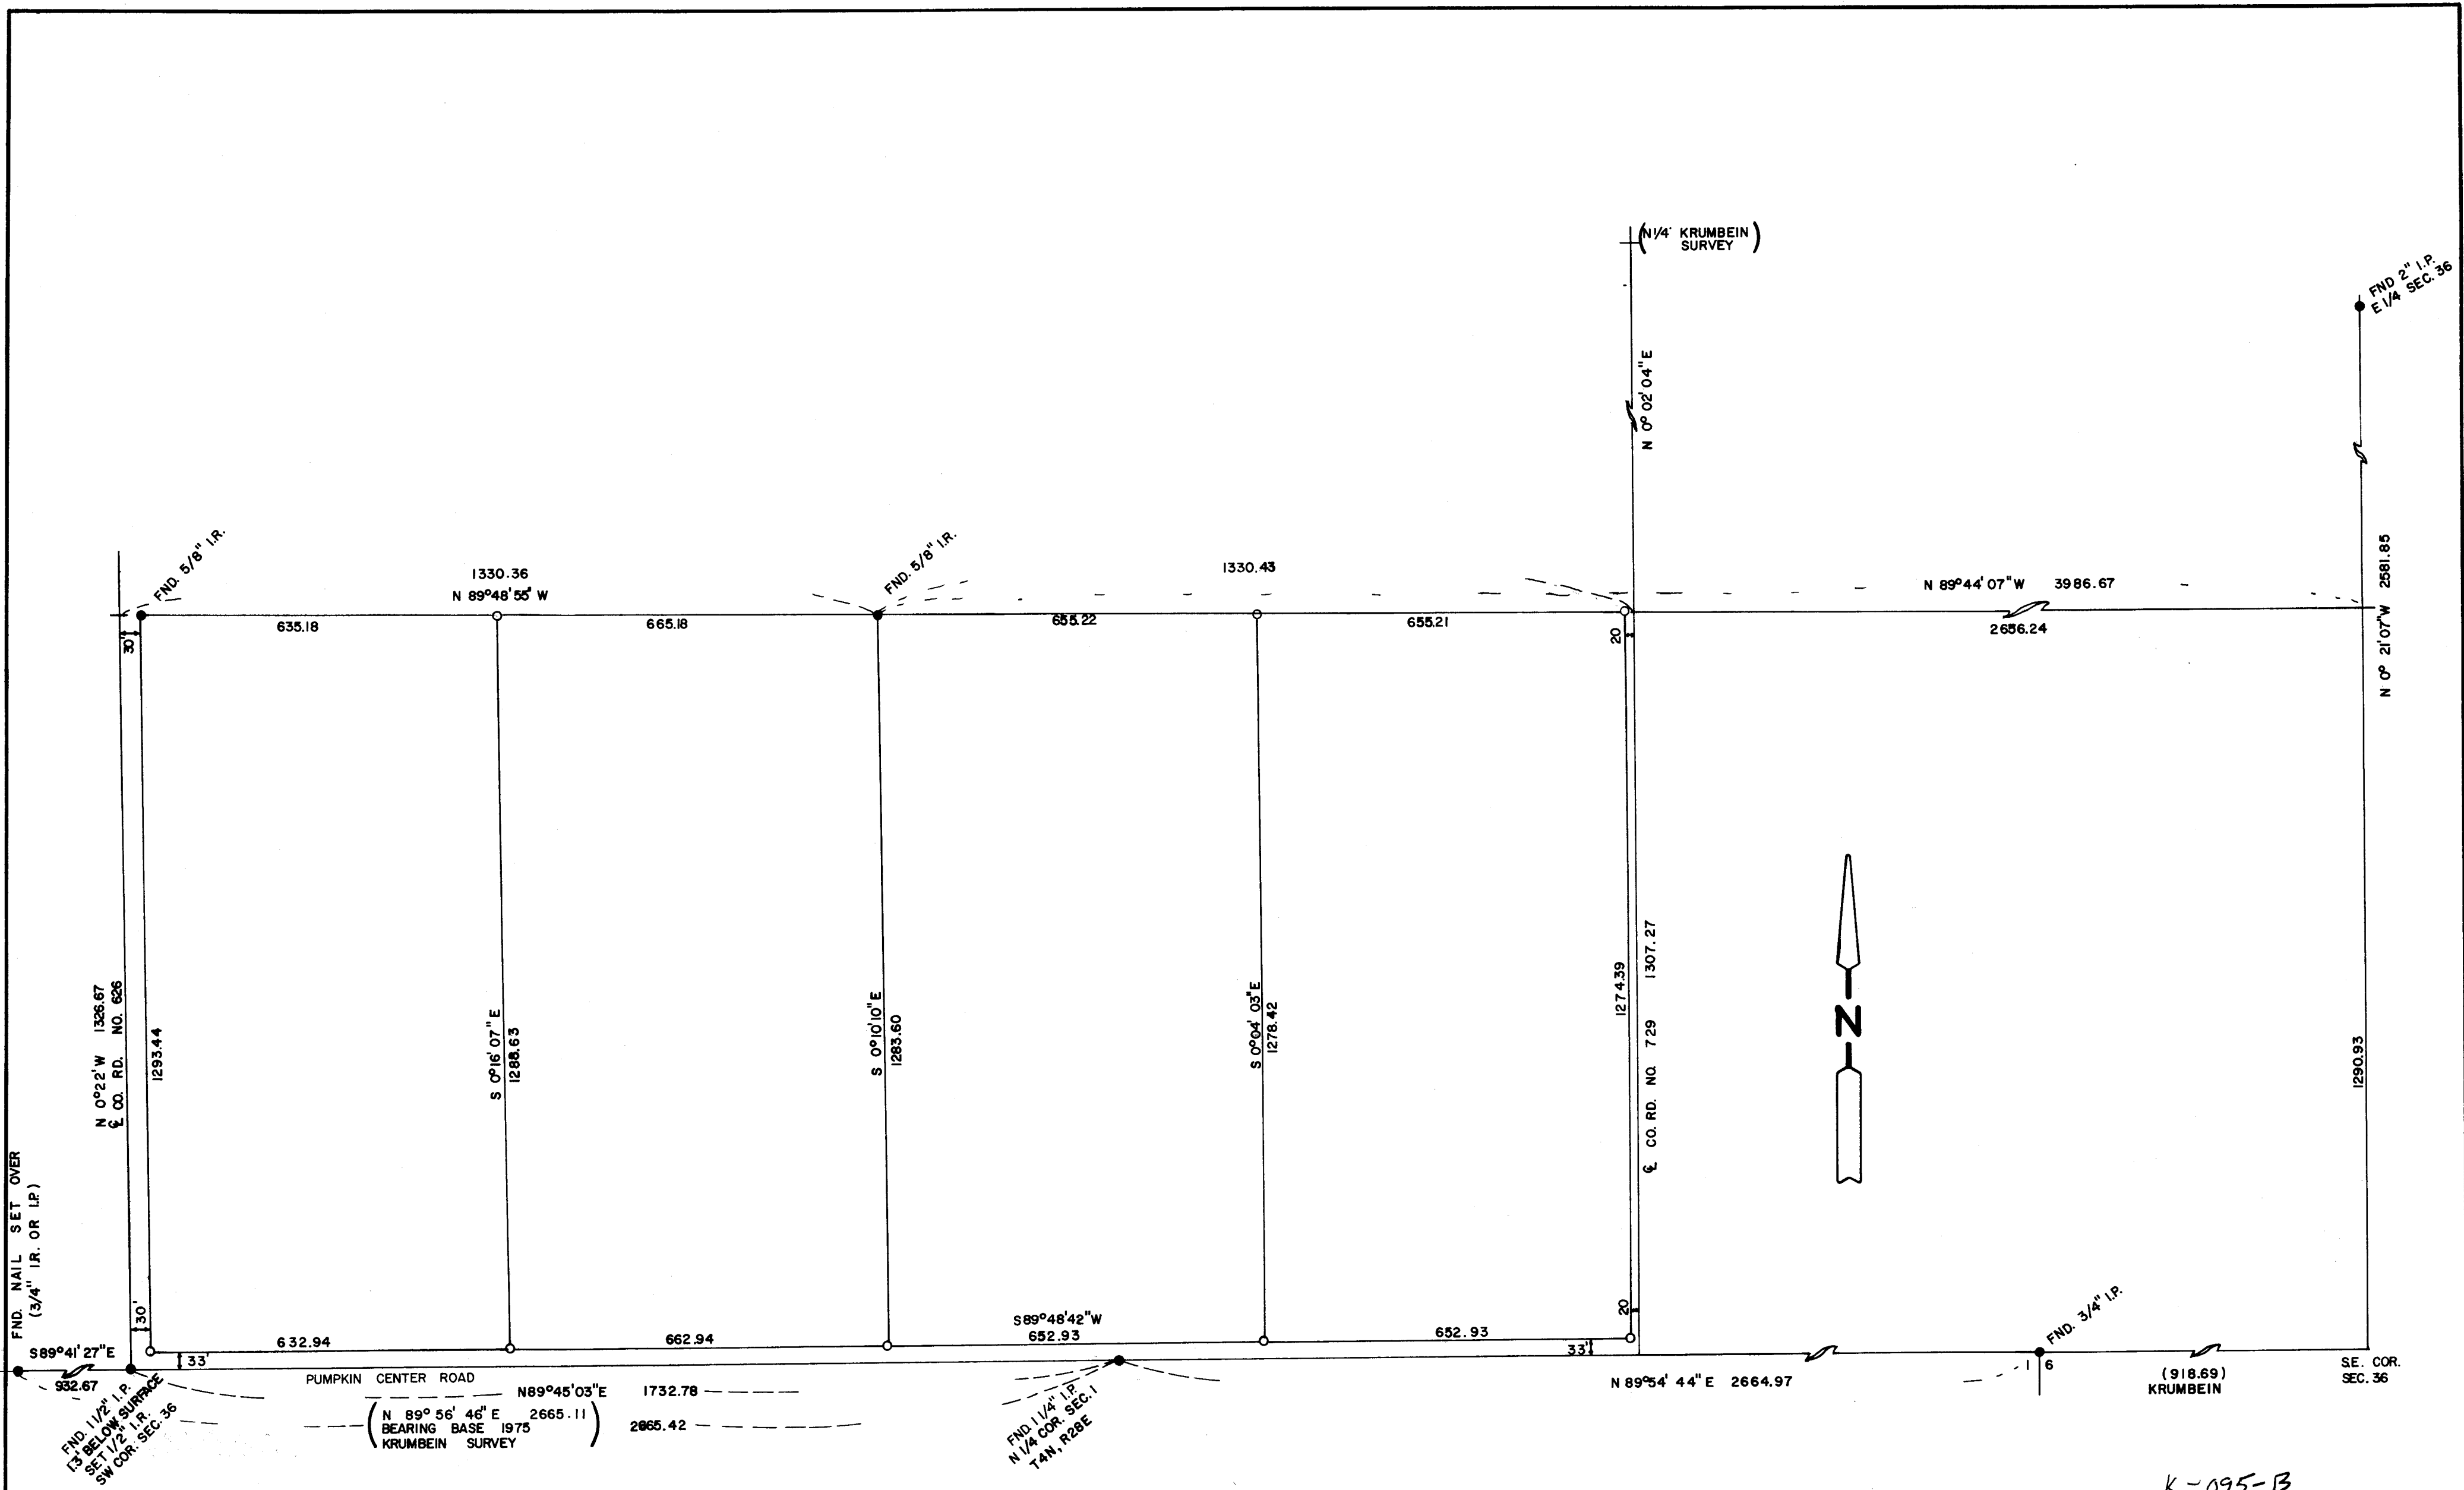 (N 1/4 KRUMBEIN
SURVEY)
FND 2" I.P.
E 1/4 SEC. 36
N 0° 02' 04" E
FND. 5/8" I.R.
1330.36
N 89°48'55" W
FND. 5/8" I.R.
1330.43
N 89°44'07" W 3986.67
N 0° 21'07" W 2581.85
635.18
665.18
655.22
655.21
2656.24
30'
20
N 0°22' W 1326.67
℄ CO. RD. NO. 626
1293.44
S 0°16'07" E
1288.63
S 0°10'10" E
1283.60
S 0°04'03" E
1278.42
1274.39
℄ CO. RD. NO. 729 1307.27
N
1290.93
FND. NAIL SET OVER
(3/4" I.R. OR I.P.)
30'
20
S 89°41'27" E
932.67
33'
632.94
662.94
S 89°48'42" W
652.93
652.93
33'
FND. 3/4" I.P.
1 6
(918.69)
KRUMBEIN
S.E. COR.
SEC. 36
N 89°54'44" E 2664.97
PUMPKIN CENTER ROAD
N89°45'03"E 1732.78
(N 89° 56' 46" E 2665.11
BEARING BASE 1975
KRUMBEIN SURVEY)
2665.42
FND. 1 1/2" I.P.
1.3' BELOW SURFACE
SET 1/2" I.R.
SW COR. SEC. 36
FND. 1 1/4" I.P.
N 1/4 COR. SEC. 1
T4N, R28E
K-095-B